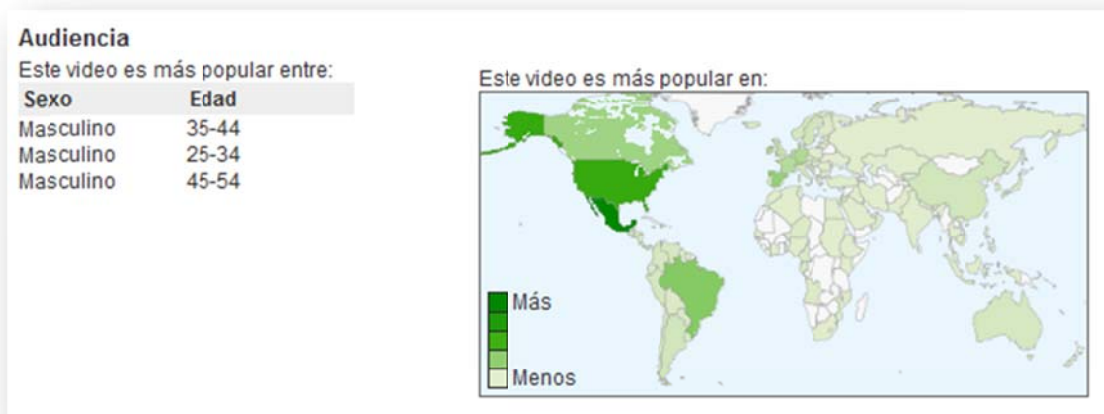 Audiencia
Este video es más popular entre:
Sexo Edad
Masculino 35-44
Masculino 25-34
Masculino 45-54
Este video es más popular en:
Más
Menos